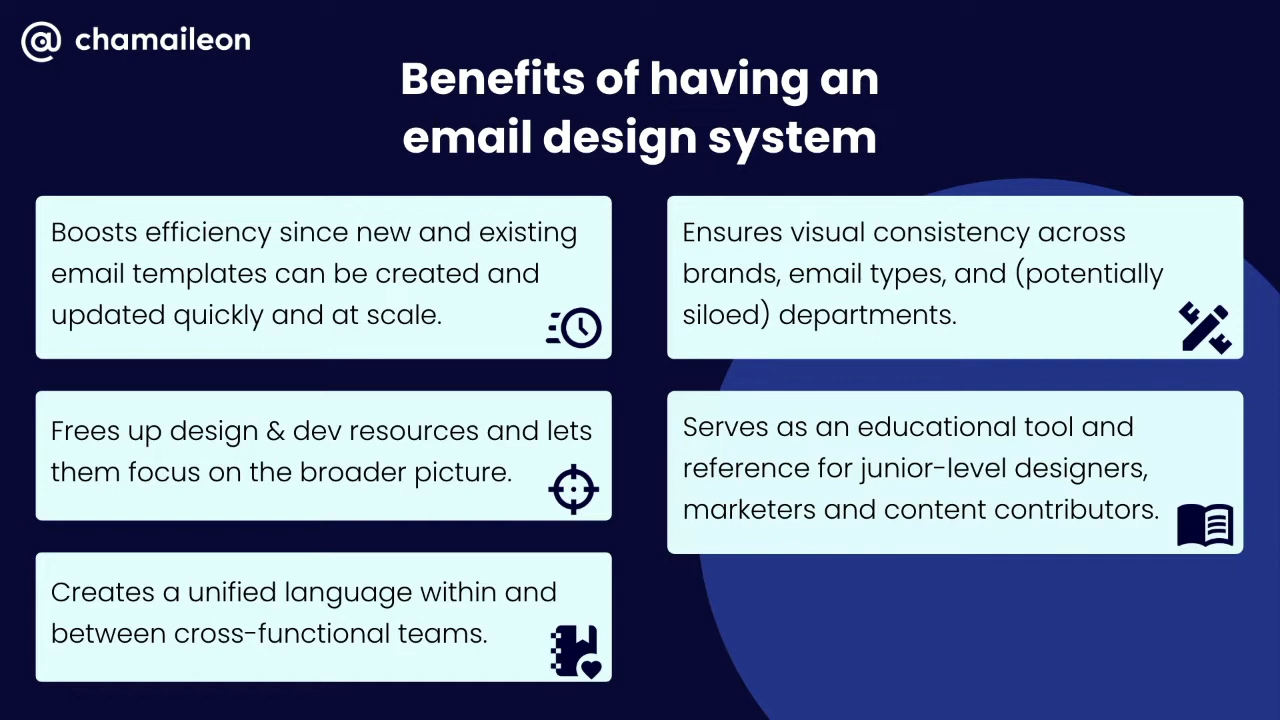 @ chamaileon
Benefits of having an
email design system
Boosts efficiency since new and existing
email templates can be created and
updated quickly and at scale.
Frees up design & dev resources and lets
them focus on the broader picture.
Creates a unified language within and
between cross-functional teams.
Ensures visual consistency across
brands, email types, and (potentially
siloed) departments.
Serves as an educational tool and
reference for junior-level designers,
marketers and content contributors.